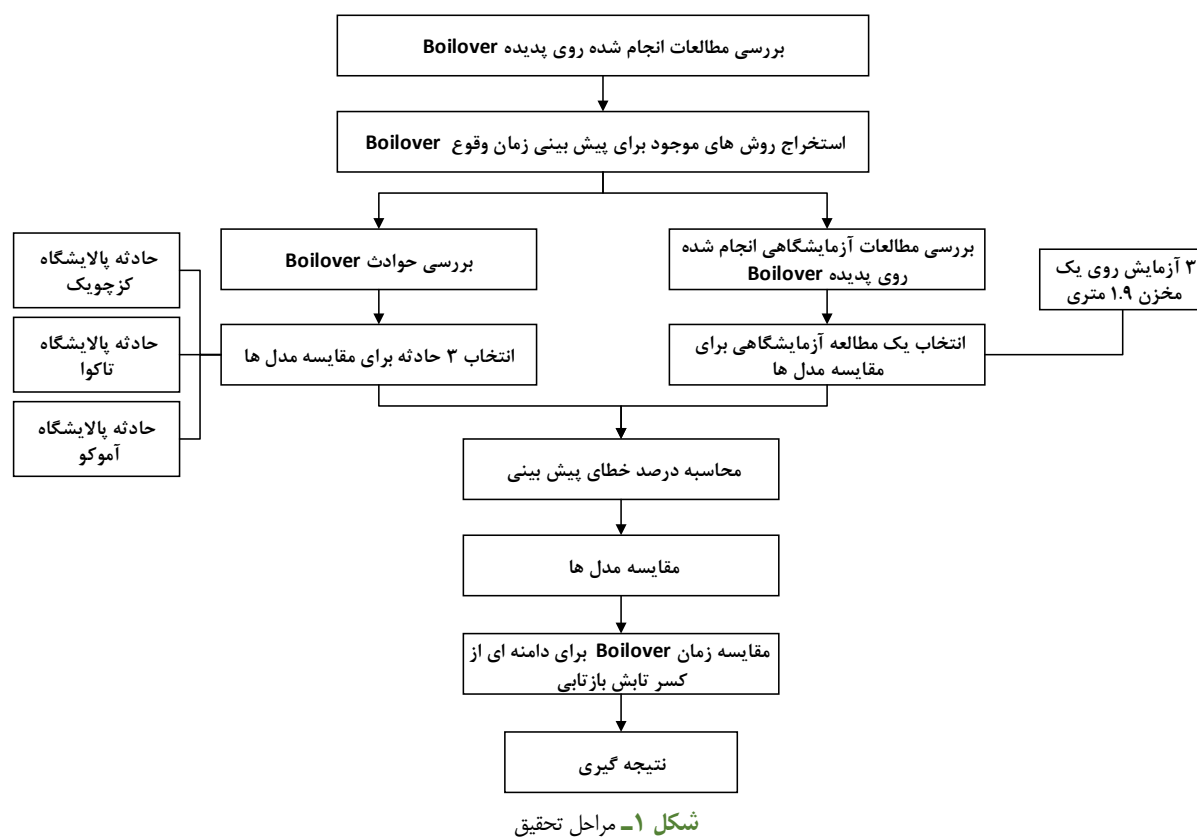 بررسی مطالعات انجام شده روی پدیده Boilover
استخراج روش های موجود برای پیش بینی زمان وقوع Boilover
بررسی مطالعات آزمایشگاهی انجام شده
روی پدیده Boilover
بررسی حوادث Boilover
۳ آزمایش روی یک
مخزن ۱.۹ متری
انتخاب یک مطالعه آزمایشگاهی برای
مقایسه مدل ها
انتخاب ۳ حادثه برای مقایسه مدل ها
حادثه پالایشگاه
کزچویک
حادثه پالایشگاه
تاکوا
حادثه پالایشگاه
آموکو
محاسبه درصد خطای پیش بینی
مقایسه مدل ها
مقایسه زمان Boilover برای دامنه ای از
کسر تابش بازتابی
نتیجه گیری
شکل ۱ـ مراحل تحقیق